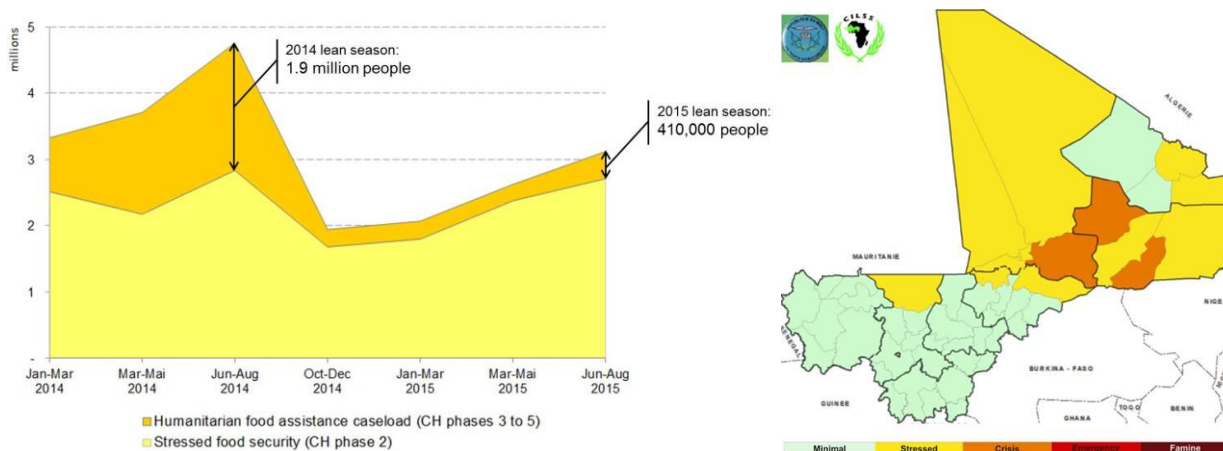 millions
5
4
3
2
1
-
2014 lean season:
1.9 million people
2015 lean season:
410,000 people
Jan-Mar
2014
Mar-Mai
2014
Jun-Aug
2014
Oct-Dec
2014
Jan-Mar
2015
Mar-Mai
2015
Jun-Aug
2015
Humanitarian food assistance caseload (CH phases 3 to 5)
Stressed food security (CH phase 2)
CILSS
ALGERIE
MAURITANIE
NIGE
SENEGAL
BURKINA - FASO
GUINEE
GHANA
TOGO
BENIN
Minimal
Stressed
Crisis
Emergency
Famine